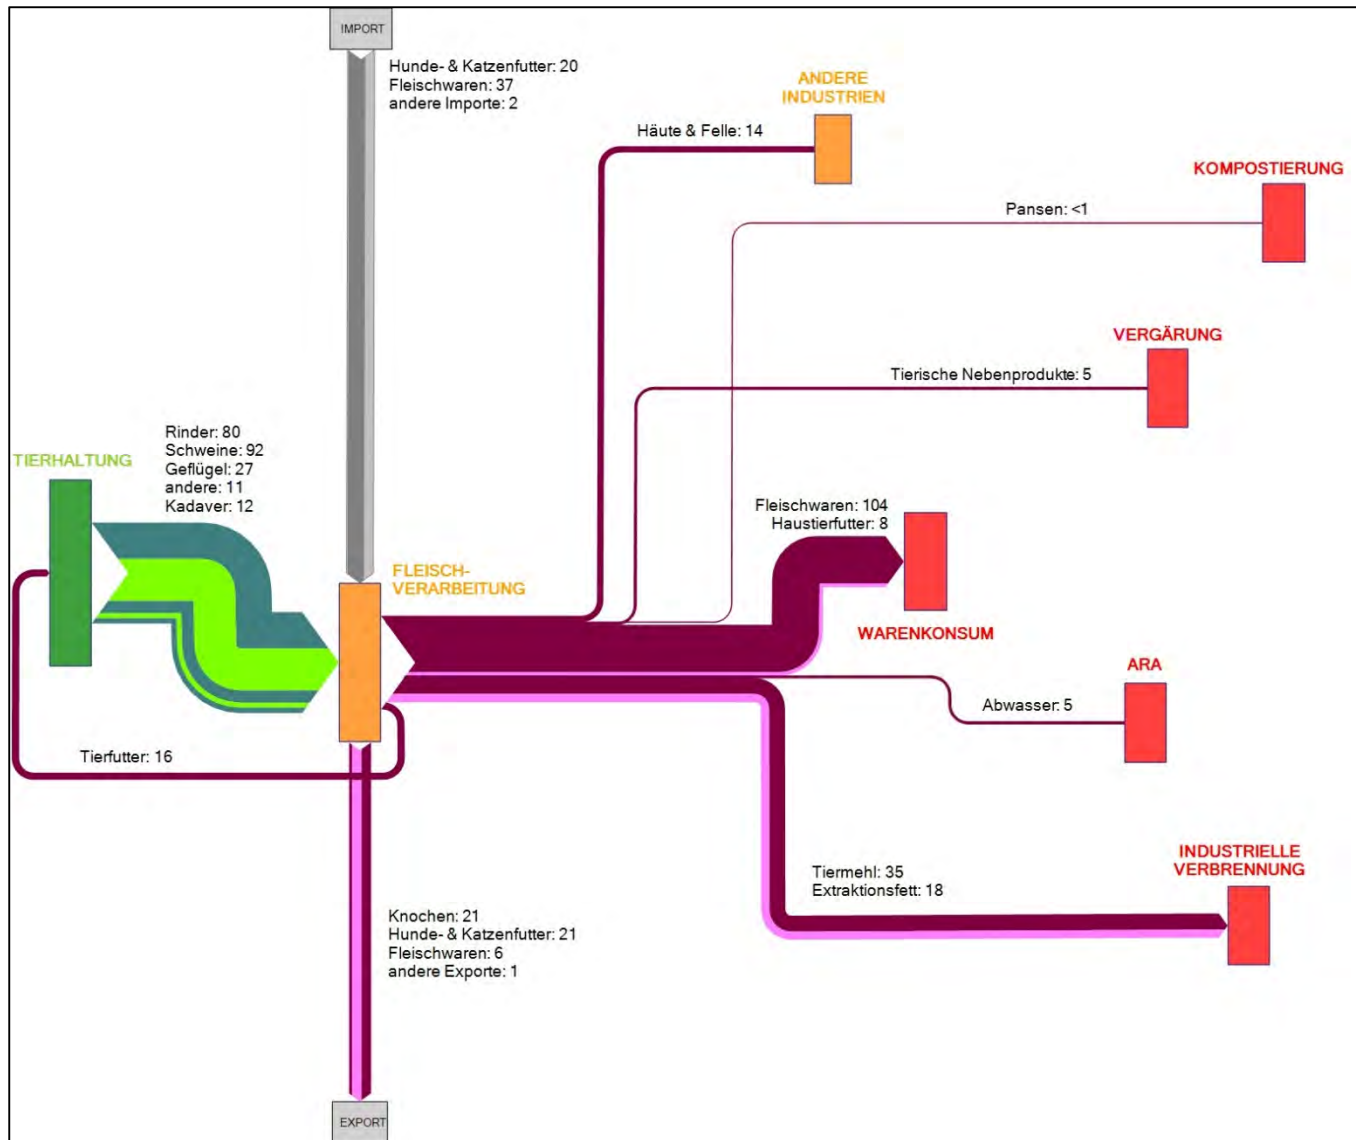 IMPORT
Hunde- & Katzenfutter: 20
Fleischwaren: 37
andere Importe: 2
ANDERE
INDUSTRIEN
Häute & Felle: 14
KOMPOSTIERUNG
Pansen: <1
VERGÄRUNG
Tierische Nebenprodukte: 5
Rinder: 80
Schweine: 92
Geflügel: 27
andere: 11
Kadaver: 12
TIERHALTUNG
Fleischwaren: 104
Haustierfutter: 8
FLEISCH-
VERARBEITUNG
WARENKONSUM
ARA
Abwasser: 5
Tierfutter: 16
INDUSTRIELLE
VERBRENNUNG
Tiermehl: 35
Extraktionsfett: 18
Knochen: 21
Hunde- & Katzenfutter: 21
Fleischwaren: 6
andere Exporte: 1
EXPORT